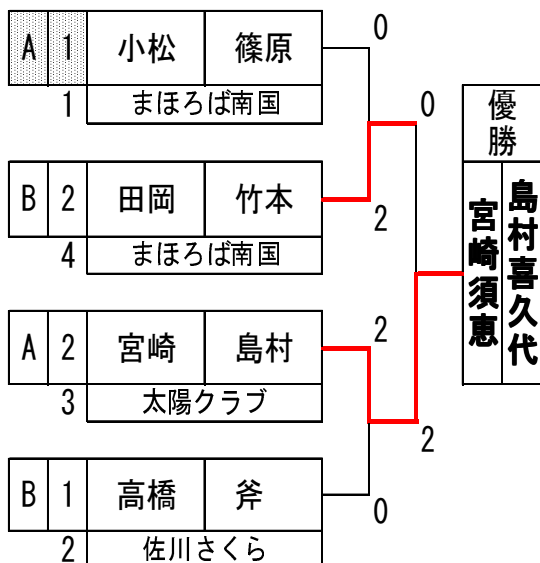 A 1 小松 篠原 0
1 まほろば南国
0
優勝
B 2 田岡 竹本 2
4 まほろば南国
島村喜久代
宮崎須恵
A 2 宮崎 島村 2
3 太陽クラブ
2
B 1 高橋 斧 0
2 佐川さくら